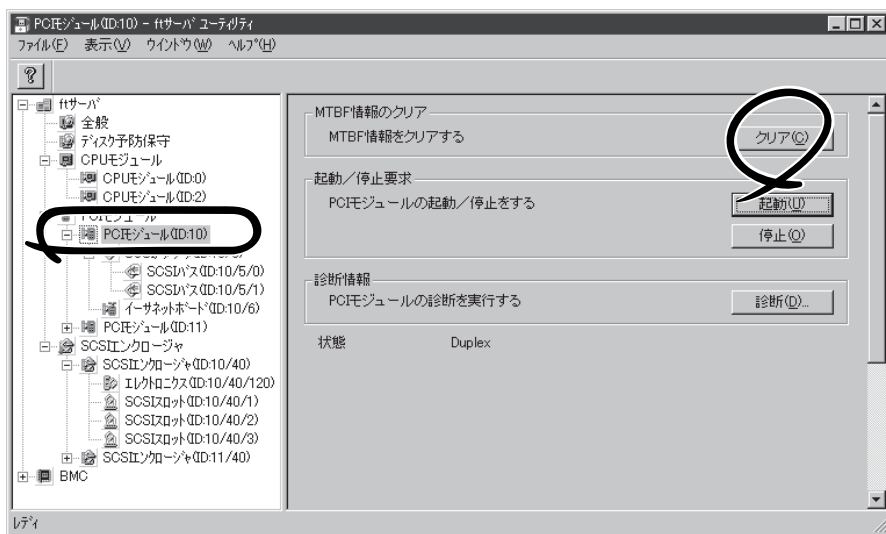 PCIモジュール(ID:10) - ftサーバ ユーティリティ
ファイル(F) 表示(V) ウインドウ(W) ヘルプ(H)
ftサーバ
全般
ディスク予防保守
CPUモジュール
CPUモジュール(ID:0)
CPUモジュール(ID:2)
PCIモジュール
PCIモジュール(ID:10)
SCSIバス(ID:10/5/0)
SCSIバス(ID:10/5/1)
イーサネットボード(ID:10/6)
PCIモジュール(ID:11)
SCSIエンクロージャ
SCSIエンクロージャ(ID:10/40)
エレクトロニクス(ID:10/40/120)
SCSIスロット(ID:10/40/1)
SCSIスロット(ID:10/40/2)
SCSIスロット(ID:10/40/3)
SCSIエンクロージャ(ID:11/40)
BMC
MTBF情報のクリア
MTBF情報をクリアする
クリア(C)
起動/停止要求
PCIモジュールの起動/停止をする
起動(U)
停止(O)
診断情報
PCIモジュールの診断を実行する
診断(D)...
状態 Duplex
レディ